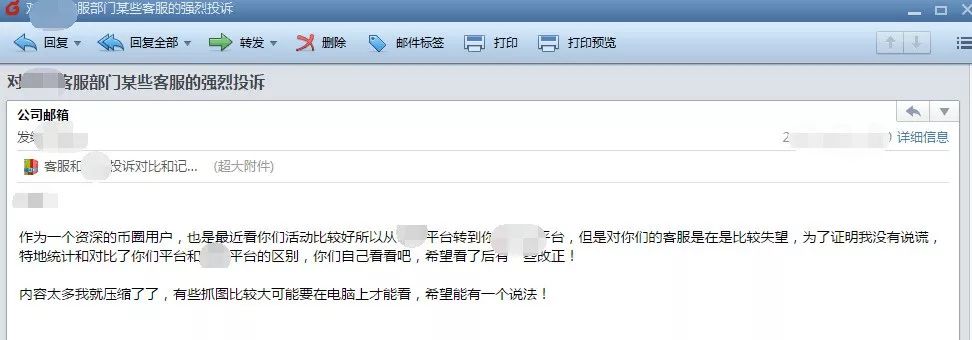 对 客服部门某些客服的强烈投诉
回复 回复全部 转发 删除 邮件标签 打印 打印预览
对 客服部门某些客服的强烈投诉
公司邮箱
发给
2 ) 详细信息
客服和 投诉对比和记... (超大附件)
作为一个资深的币圈用户，也是最近看你们活动比较好所以从 平台转到你 平台，但是对你们的客服是在是比较失望，为了证明我没有说谎，
特地统计和对比了你们平台和 平台的区别，你们自己看看吧，希望看了后有一些改正！
内容太多我就压缩了了，有些抓图比较大可能要在电脑上才能看，希望能有一个说法！